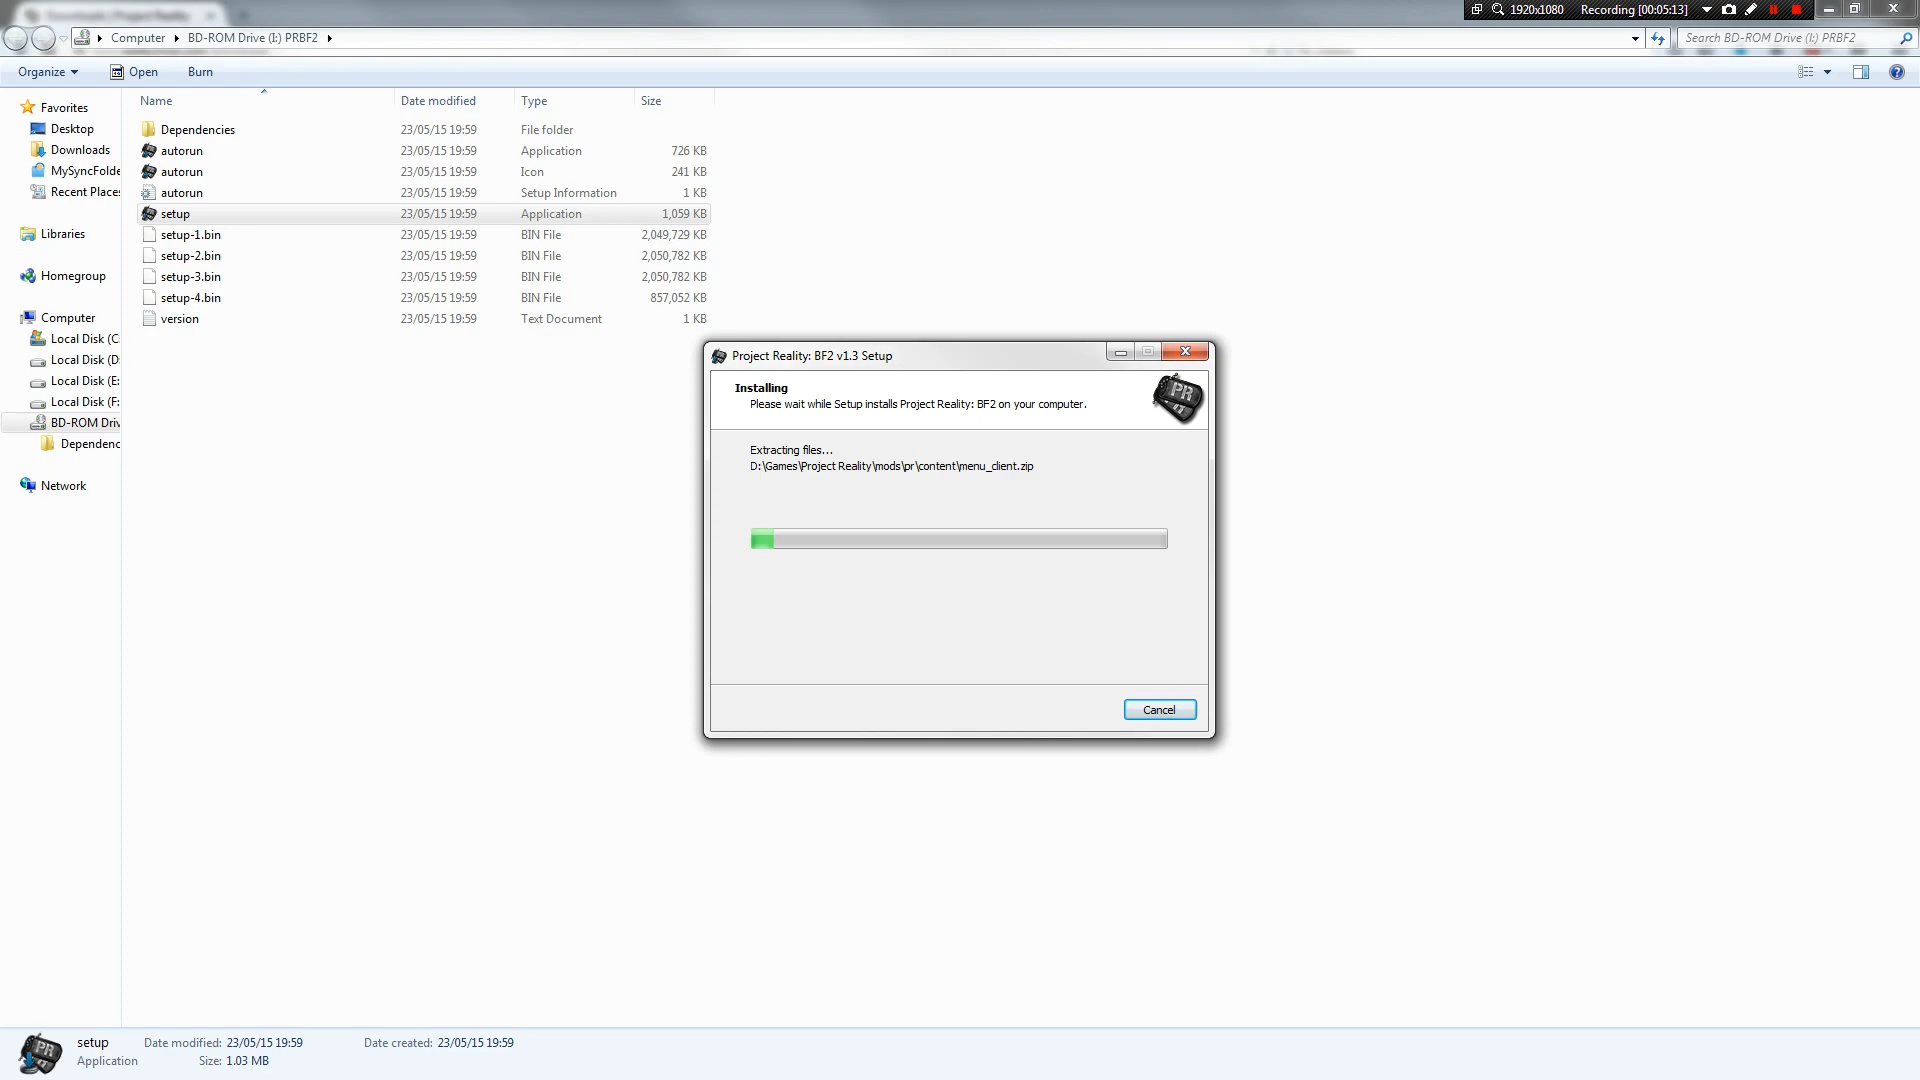 1920x1080 Recording [00:05:13]
Computer BD-ROM Drive (I:) PRBF2 Search BD-ROM Drive (I:) PRBF2
Organize Open Burn
Name Date modified Type Size
Favorites
Desktop
Downloads
MySyncFolde
Recent Places
Libraries
Homegroup
Computer
Local Disk (C:
Local Disk (D:
Local Disk (E:
Local Disk (F:
BD-ROM Driv
Dependenc
Network
Dependencies 23/05/15 19:59 File folder
autorun 23/05/15 19:59 Application 726 KB
autorun 23/05/15 19:59 Icon 241 KB
autorun 23/05/15 19:59 Setup Information 1 KB
setup 23/05/15 19:59 Application 1,059 KB
setup-1.bin 23/05/15 19:59 BIN File 2,049,729 KB
setup-2.bin 23/05/15 19:59 BIN File 2,050,782 KB
setup-3.bin 23/05/15 19:59 BIN File 2,050,782 KB
setup-4.bin 23/05/15 19:59 BIN File 857,052 KB
version 23/05/15 19:59 Text Document 1 KB
Project Reality: BF2 v1.3 Setup
Installing
Please wait while Setup installs Project Reality: BF2 on your computer.
PR
Extracting files...
D:\Games\Project Reality\mods\pr\content\menu_client.zip
Cancel
PR
setup Date modified: 23/05/15 19:59 Date created: 23/05/15 19:59
Application Size: 1.03 MB